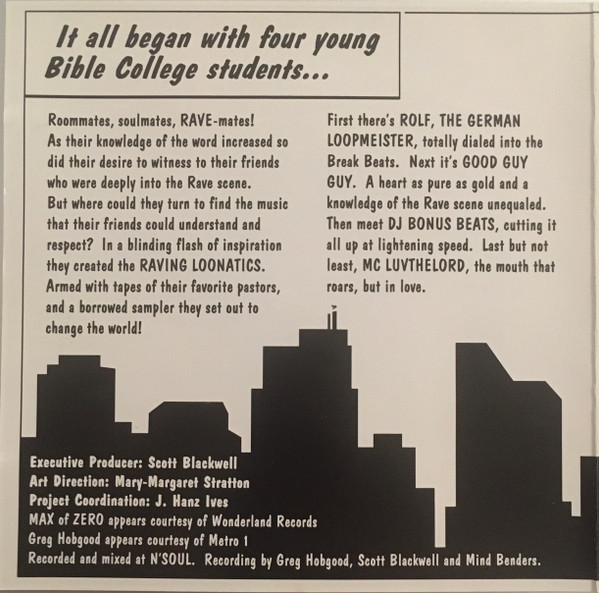 It all began with four young
Bible College students...
Roommates, soulmates, RAVE-mates!
As their knowledge of the word increased so
did their desire to witness to their friends
who were deeply into the Rave scene.
But where could they turn to find the music
that their friends could understand and
respect? In a blinding flash of inspiration
they created the RAVING LOONATICS.
Armed with tapes of their favorite pastors,
and a borrowed sampler they set out to
change the world!
First there's ROLF, THE GERMAN
LOOPMEISTER, totally dialed into the
Break Beats. Next it's GOOD GUY
GUY. A heart as pure as gold and a
knowledge of the Rave scene unequaled.
Then meet DJ BONUS BEATS, cutting it
all up at lightening speed. Last but not
least, MC LUVTHELORD, the mouth that
roars, but in love.
Executive Producer: Scott Blackwell
Art Direction: Mary-Margaret Stratton
Project Coordination: J. Hanz Ives
MAX of ZERO appears courtesy of Wonderland Records
Greg Hobgood appears courtesy of Metro 1
Recorded and mixed at N'SOUL. Recording by Greg Hobgood, Scott Blackwell and Mind Benders.